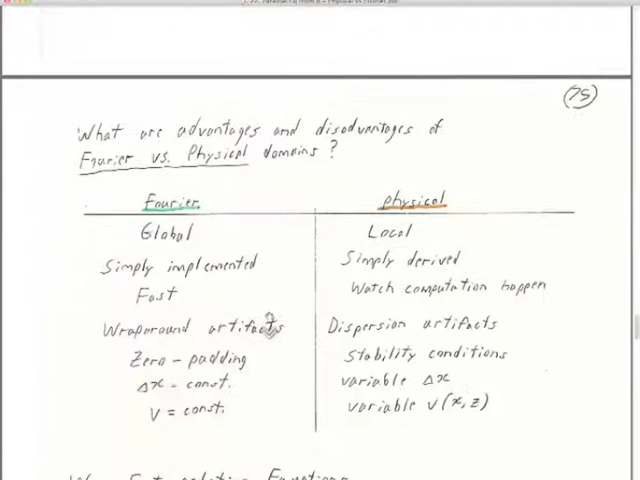 (75)
What are advantages and disadvantages of
Fourier vs. Physical domains ?
Fourier physical
Global Local
Simply implemented Simply derived
Fast Watch computation happen
Wraparound artifacts Dispersion artifacts
Zero-padding Stability conditions
Δx = const. variable Δx
V = const. variable v(x,z)